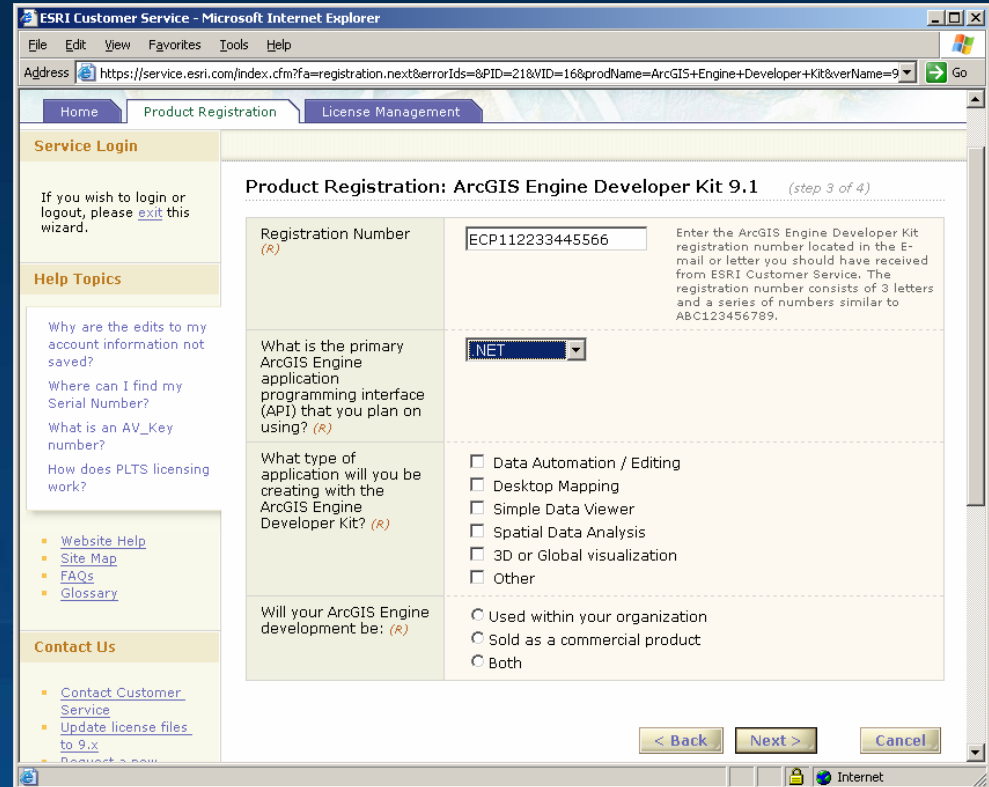 ESRI Customer Service - Microsoft Internet Explorer
File Edit View Favorites Tools Help
Address https://service.esri.com/index.cfm?fa=registration.next&errorIds=&PID=21&VID=16&prodName=ArcGIS+Engine+Developer+Kit&verName=9 Go
Home Product Registration License Management
Service Login
If you wish to login or
logout, please exit this
wizard.
Help Topics
Why are the edits to my
account information not
saved?
Where can I find my
Serial Number?
What is an AV_Key
number?
How does PLTS licensing
work?
Website Help
Site Map
FAQs
Glossary
Contact Us
Contact Customer
Service
Update license files
to 9.x
Request a new
Product Registration: ArcGIS Engine Developer Kit 9.1 (step 3 of 4)
Registration Number
(R)
ECP112233445566
Enter the ArcGIS Engine Developer Kit
registration number located in the E-
mail or letter you should have received
from ESRI Customer Service. The
registration number consists of 3 letters
and a series of numbers similar to
ABC123456789.
What is the primary
ArcGIS Engine
application
programming interface
(API) that you plan on
using? (R)
.NET
What type of
application will you be
creating with the
ArcGIS Engine
Developer Kit? (R)
Data Automation / Editing
Desktop Mapping
Simple Data Viewer
Spatial Data Analysis
3D or Global visualization
Other
Will your ArcGIS Engine
development be: (R)
Used within your organization
Sold as a commercial product
Both
< Back Next > Cancel
Internet